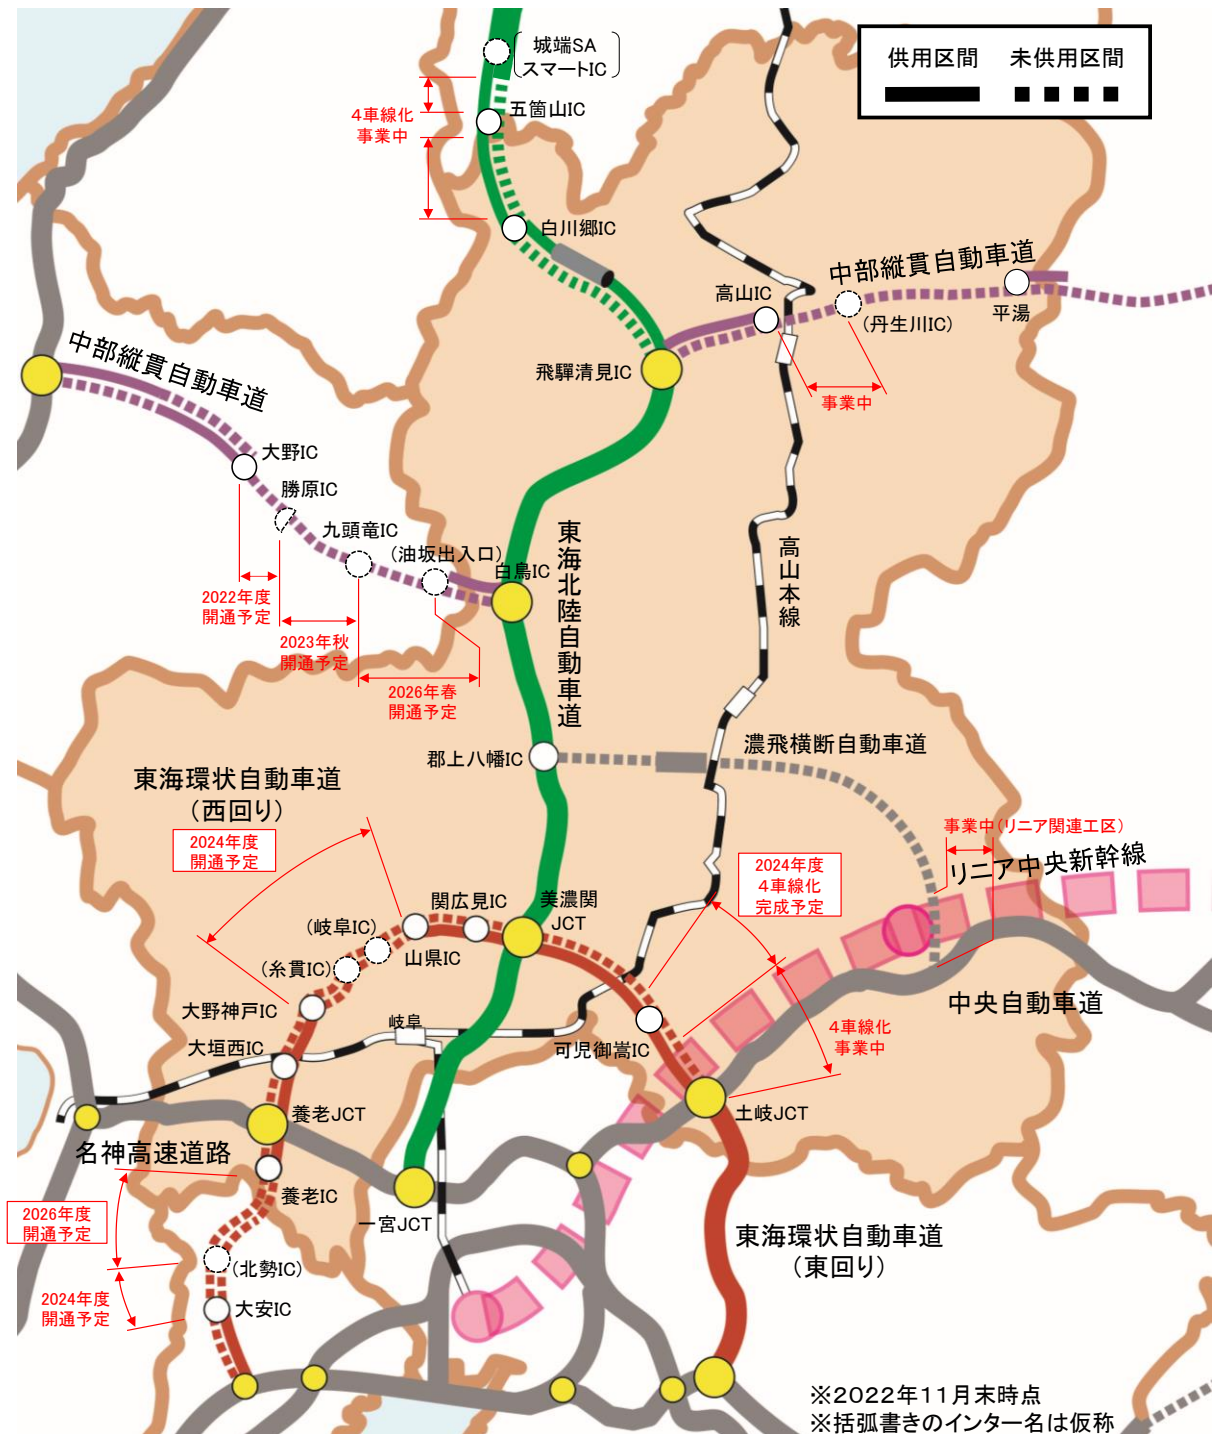 城端SA
スマートIC
供用区間
未供用区間
4車線化
事業中
五箇山IC
白川郷IC
中部縦貫自動車道
高山IC
(丹生川IC)
平湯
飛驒清見IC
事業中
中部縦貫自動車道
大野IC
勝原IC
九頭竜IC
(油坂出入口)
白鳥IC
2022年度
開通予定
2023年秋
開通予定
2026年春
開通予定
東海北陸自動車道
高山本線
郡上八幡IC
濃飛横断自動車道
東海環状自動車道
(西回り)
2024年度
開通予定
事業中(リニア関連工区)
リニア中央新幹線
2024年度
4車線化
完成予定
関広見IC
美濃関
JCT
(岐阜IC)
山県IC
(糸貫IC)
大野神戸IC
岐阜
大垣西IC
可児御嵩IC
4車線化
事業中
中央自動車道
養老JCT
土岐JCT
名神高速道路
養老IC
一宮JCT
2026年度
開通予定
(北勢IC)
2024年度
開通予定
大安IC
東海環状自動車道
(東回り)
※2022年11月末時点
※括弧書きのインター名は仮称